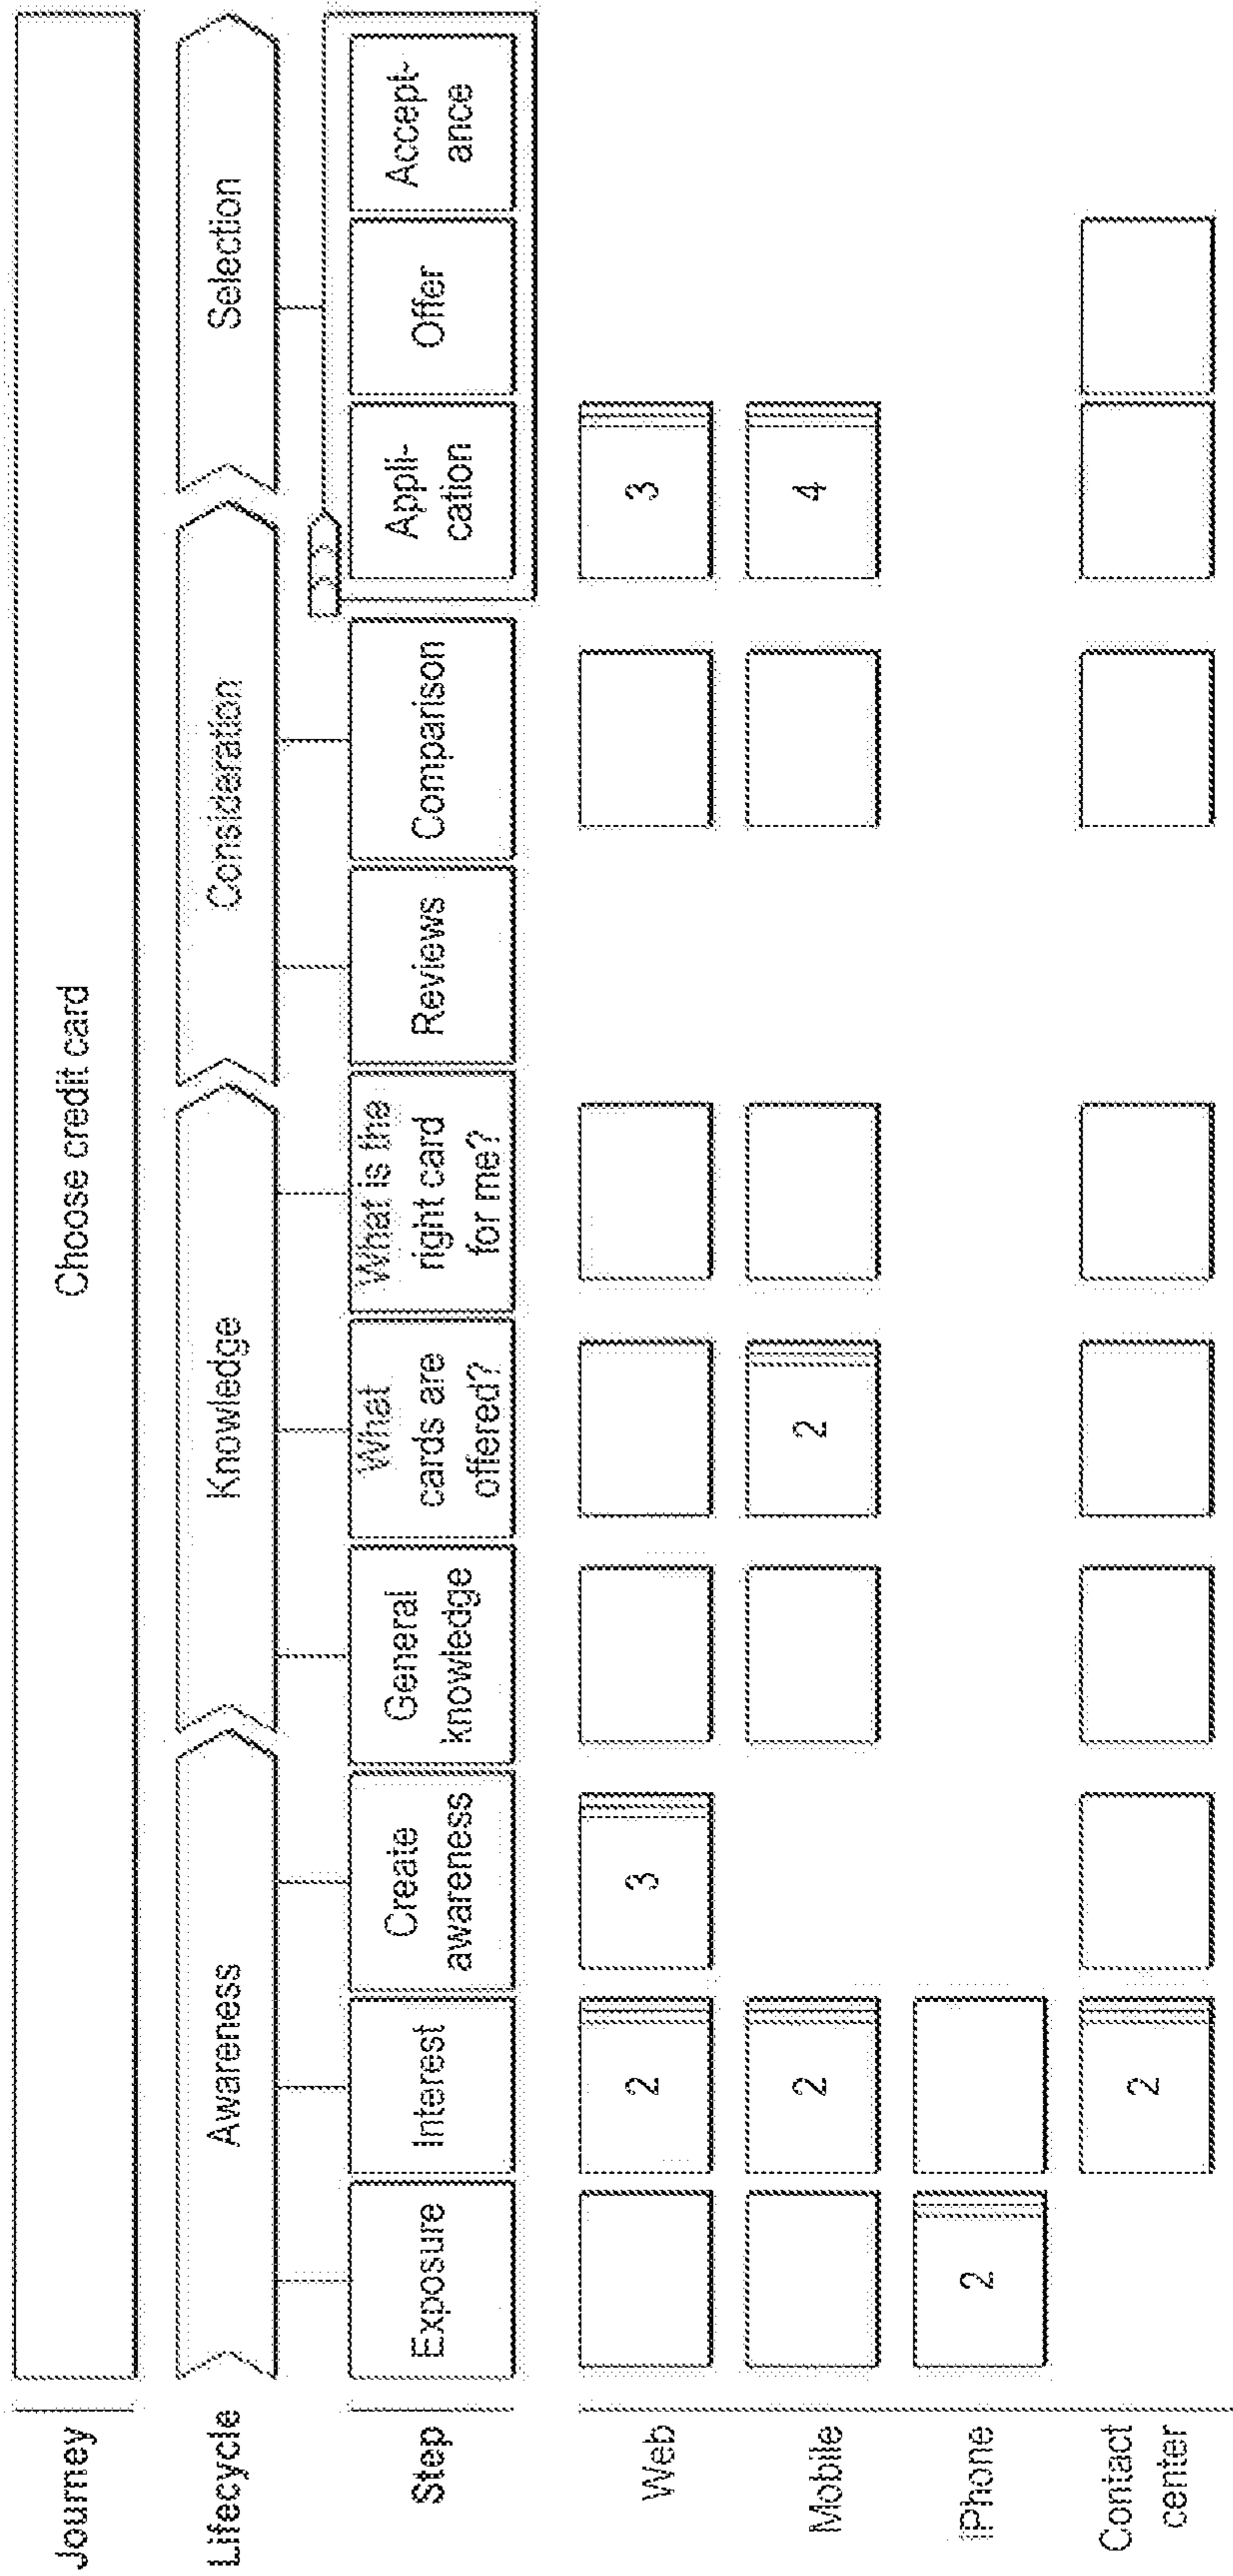 Journey
Choose credit card
Lifecycle
Awareness
Knowledge
Consideration
Selection
Step
Exposure
Interest
Create
awareness
General
knowledge
What
cards are
offered?
What is the
right card
for me?
Reviews
Comparison
Appli-
cation
Offer
Accept-
ance
Web
2
3
3
Mobile
2
2
4
iPhone
2
Contact
center
2